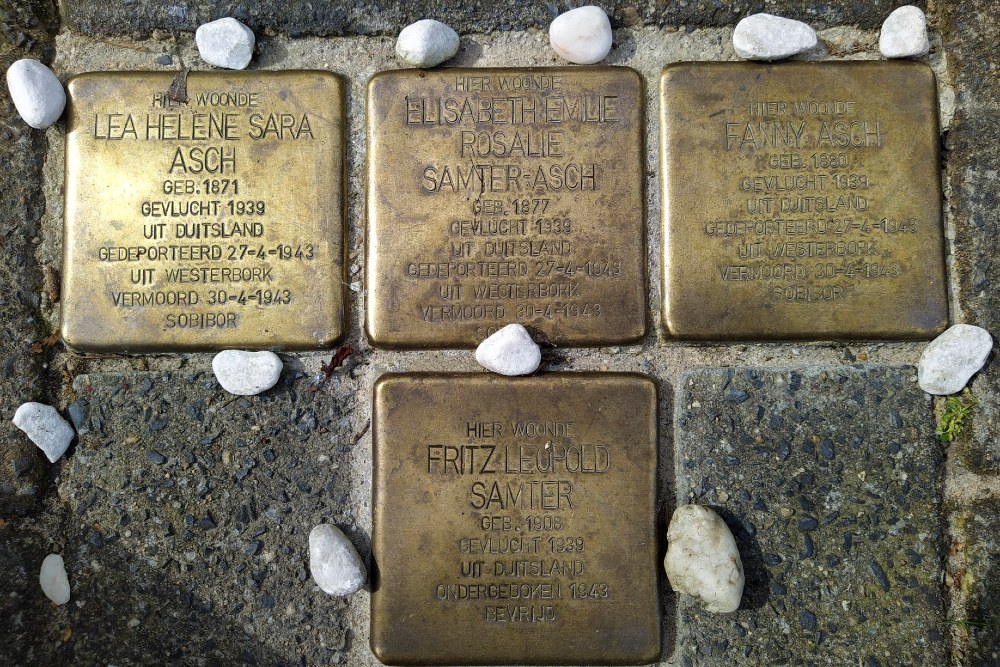 HIER WOONDE
LEA HELENE SARA
ASCH
GEB. 1871
GEVLUCHT 1939
UIT DUITSLAND
GEDEPORTEERD 27-4-1943
UIT WESTERBORK
VERMOORD 30-4-1943
SOBIBOR
HIER WOONDE
ELISABETH EMILIE
ROSALIE
SAMTER-ASCH
GEB. 1877
GEVLUCHT 1939
UIT DUITSLAND
GEDEPORTEERD 27-4-1943
UIT WESTERBORK
VERMOORD 30-4-1943
HIER WOONDE
FANNY ASCH
GEB. 1880
GEVLUCHT 1939
UIT DUITSLAND
GEDEPORTEERD 27-4-1943
UIT WESTERBORK
VERMOORD 30-4-1943
SOBIBOR
HIER WOONDE
FRITZ LEOPOLD
SAMTER
GEB. 1908
GEVLUCHT 1939
UIT DUITSLAND
ONDERGEDOKEN 1943
BEVRIJD